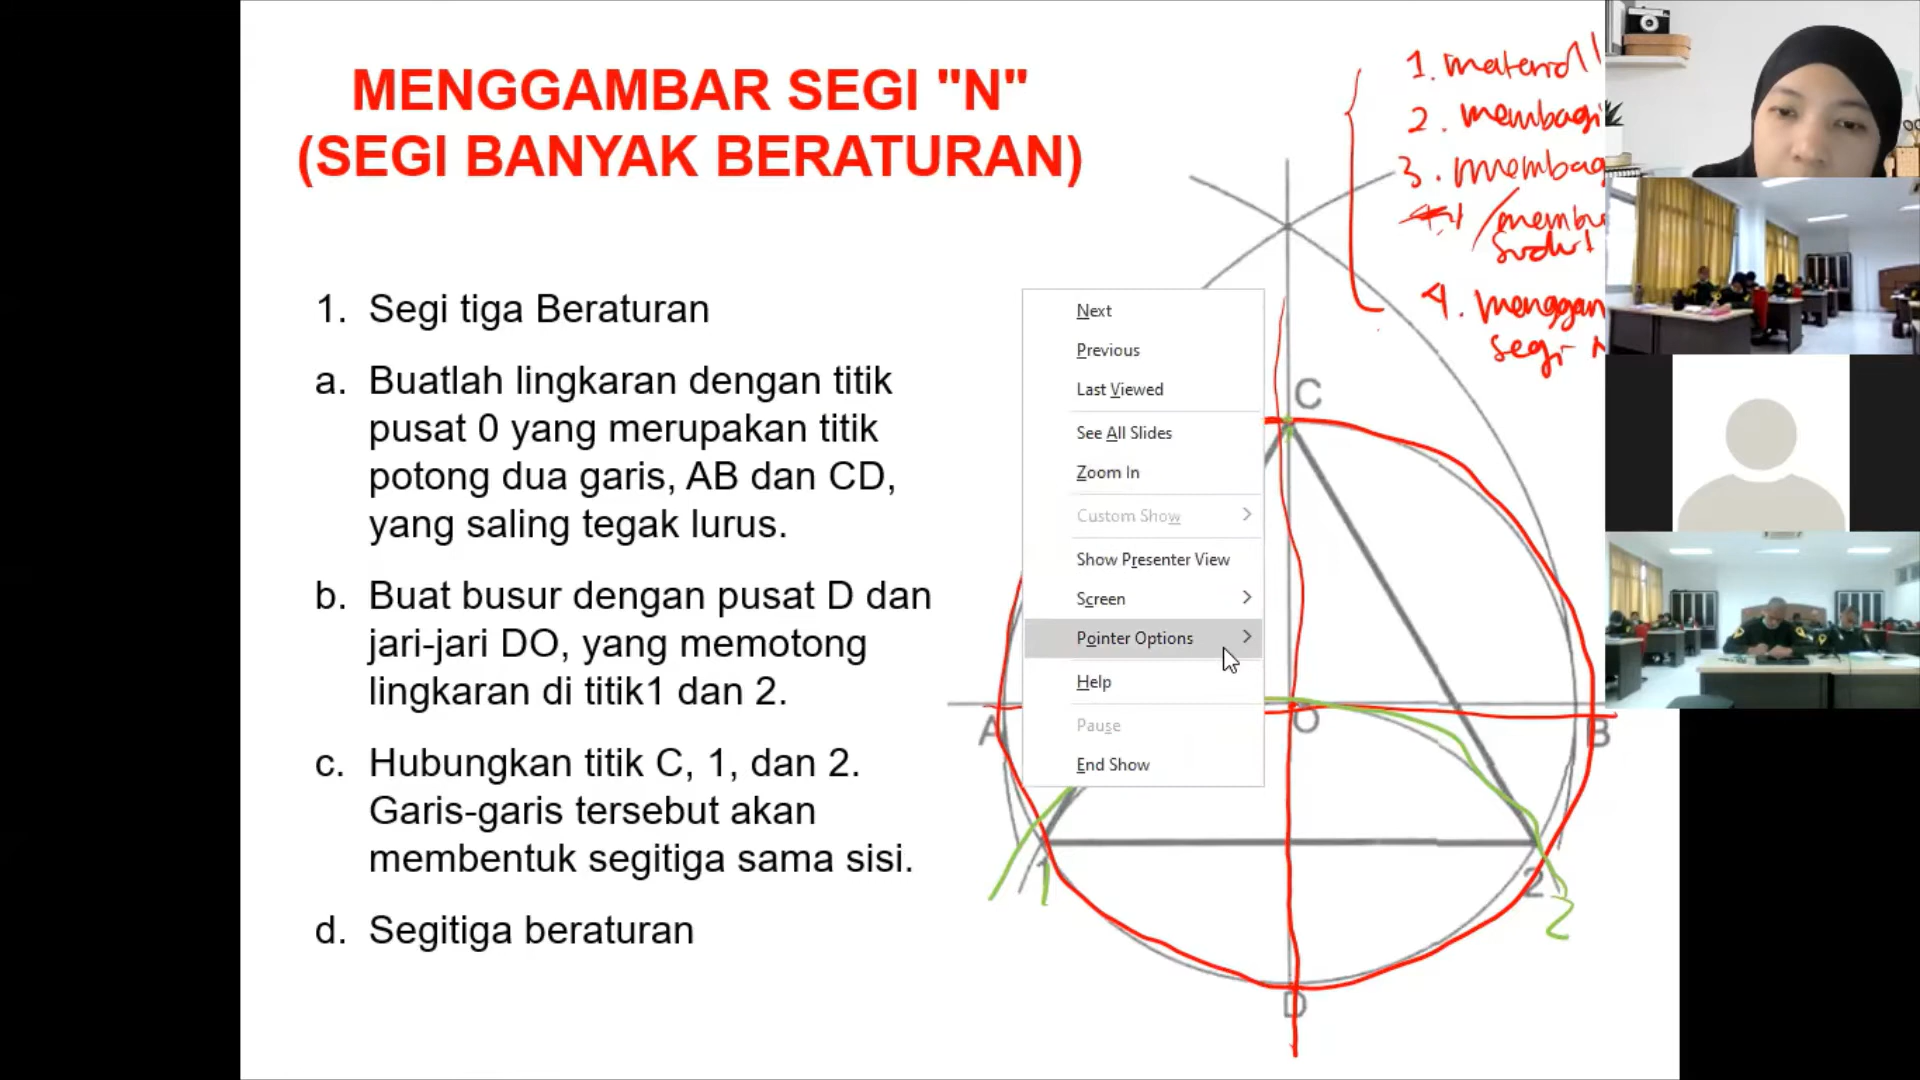 MENGGAMBAR SEGI "N"
(SEGI BANYAK BERATURAN)
1. Segi tiga Beraturan
a. Buatlah lingkaran dengan titik
pusat 0 yang merupakan titik
potong dua garis, AB dan CD,
yang saling tegak lurus.
b. Buat busur dengan pusat D dan
jari-jari DO, yang memotong
lingkaran di titik1 dan 2.
c. Hubungkan titik C, 1, dan 2.
Garis-garis tersebut akan
membentuk segitiga sama sisi.
d. Segitiga beraturan
Next
Previous
Last Viewed
See All Slides
Zoom In
Custom Show
Show Presenter View
Screen
Pointer Options
Help
Pause
End Show
1.
2. membagi
3.
4.
segi
C
A
O
B
1
2
1
2
D